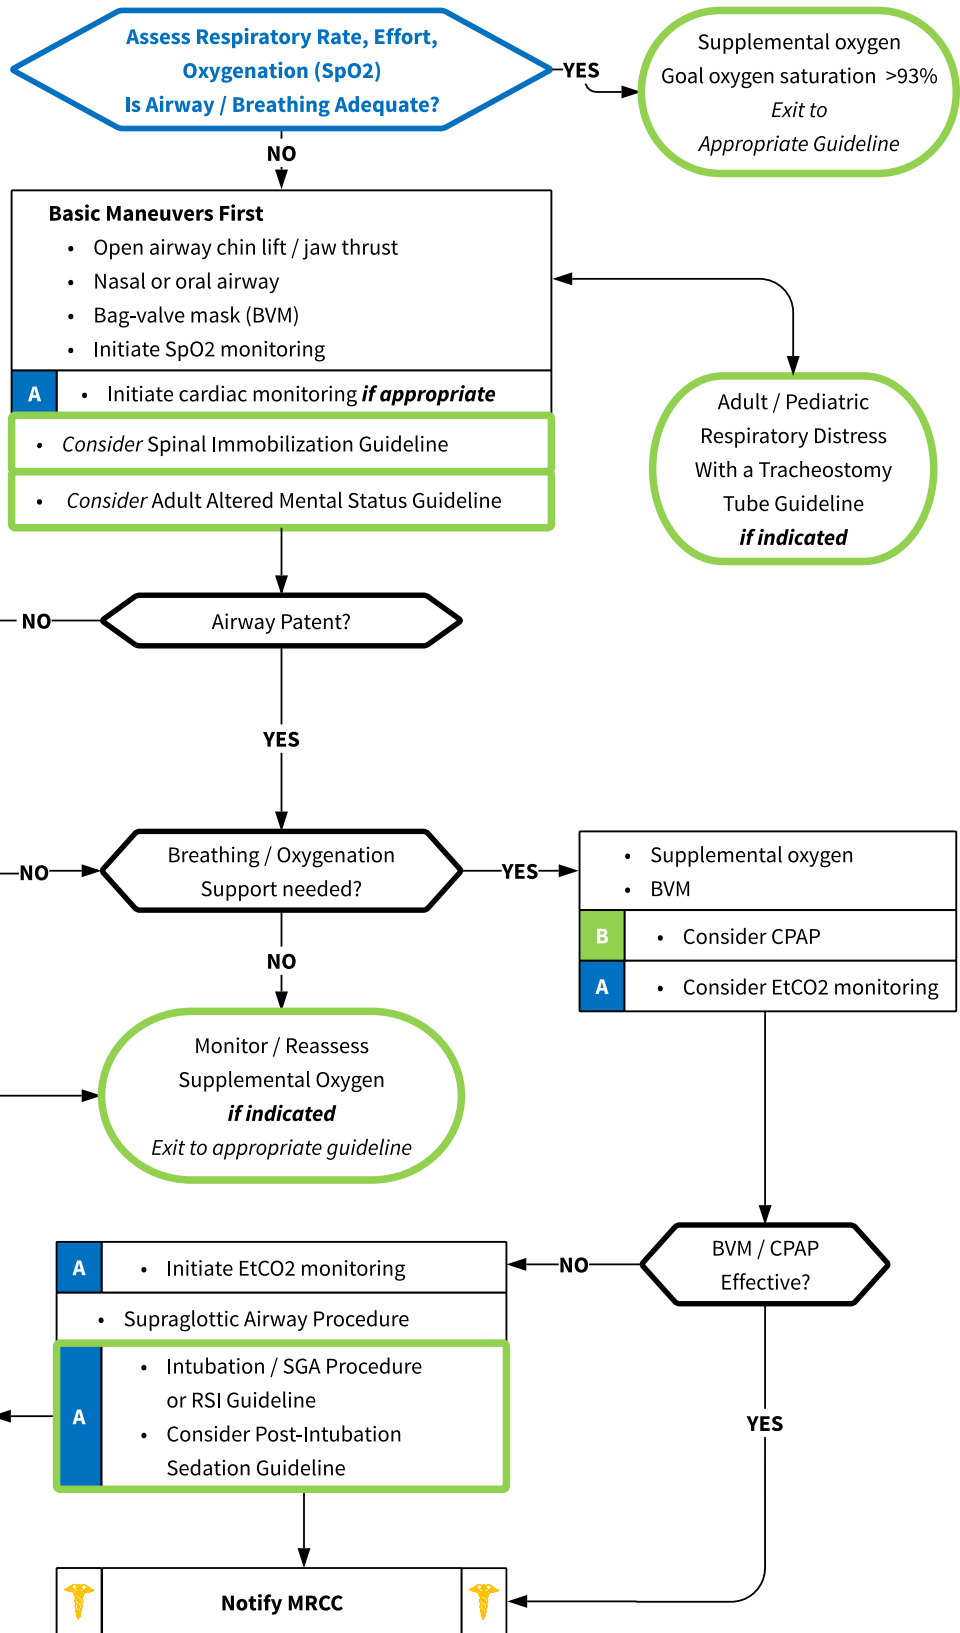 Assess Respiratory Rate, Effort,
Oxygenation (SpO2)
Is Airway / Breathing Adequate?
YES
Supplemental oxygen
Goal oxygen saturation >93%
Exit to
Appropriate Guideline
NO
Basic Maneuvers First
• Open airway chin lift / jaw thrust
• Nasal or oral airway
• Bag-valve mask (BVM)
• Initiate SpO2 monitoring
A • Initiate cardiac monitoring if appropriate
• Consider Spinal Immobilization Guideline
• Consider Adult Altered Mental Status Guideline
Adult / Pediatric
Respiratory Distress
With a Tracheostomy
Tube Guideline
if indicated
NO
Airway Patent?
YES
NO
Breathing / Oxygenation
Support needed?
YES
• Supplemental oxygen
• BVM
B • Consider CPAP
A • Consider EtCO2 monitoring
NO
Monitor / Reassess
Supplemental Oxygen
if indicated
Exit to appropriate guideline
BVM / CPAP
Effective?
NO
A • Initiate EtCO2 monitoring
• Supraglottic Airway Procedure
A
• Intubation / SGA Procedure
or RSI Guideline
• Consider Post-Intubation
Sedation Guideline
YES
Notify MRCC